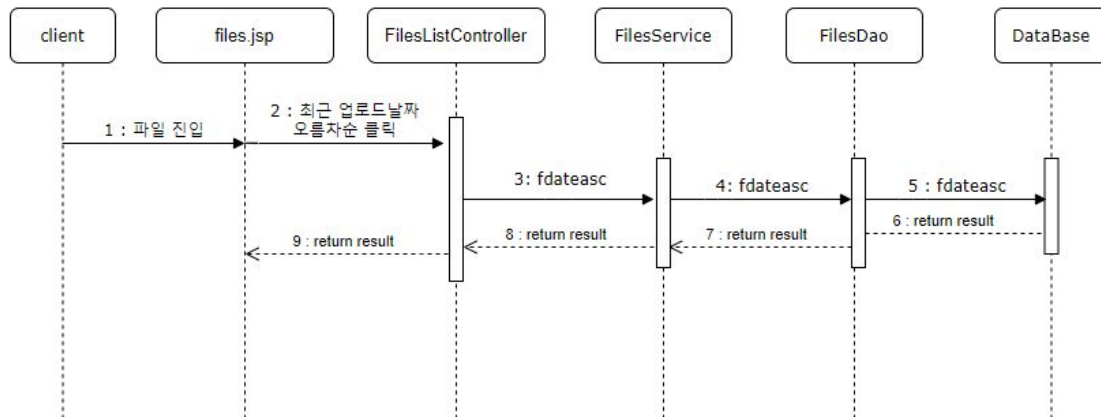 client
files.jsp
FilesListController
FilesService
FilesDao
DataBase
1 : 파일 진입
2 : 최근 업로드날짜
오름차순 클릭
3: fdateasc
4: fdateasc
5 : fdateasc
6 : return result
7 : return result
8 : return result
9 : return result